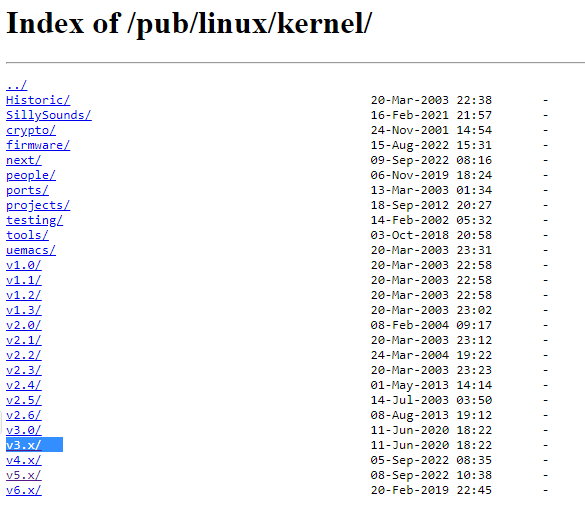 Index of /pub/linux/kernel/
../
Historic/ 20-Mar-2003 22:38 -
SillySounds/ 16-Feb-2021 21:57 -
crypto/ 24-Nov-2001 14:54 -
firmware/ 15-Aug-2022 15:31 -
next/ 09-Sep-2022 08:16 -
people/ 06-Nov-2019 18:24 -
ports/ 13-Mar-2003 01:34 -
projects/ 18-Sep-2012 20:27 -
testing/ 14-Feb-2002 05:32 -
tools/ 03-Oct-2018 20:58 -
uemacs/ 20-Mar-2003 23:31 -
v1.0/ 20-Mar-2003 22:58 -
v1.1/ 20-Mar-2003 22:58 -
v1.2/ 20-Mar-2003 22:58 -
v1.3/ 20-Mar-2003 23:02 -
v2.0/ 08-Feb-2004 09:17 -
v2.1/ 20-Mar-2003 23:12 -
v2.2/ 24-Mar-2004 19:22 -
v2.3/ 20-Mar-2003 23:23 -
v2.4/ 01-May-2013 14:14 -
v2.5/ 14-Jul-2003 03:50 -
v2.6/ 08-Aug-2013 19:12 -
v3.0/ 11-Jun-2020 18:22 -
v3.x/ 11-Jun-2020 18:22 -
v4.x/ 05-Sep-2022 08:35 -
v5.x/ 08-Sep-2022 10:38 -
v6.x/ 20-Feb-2019 22:45 -